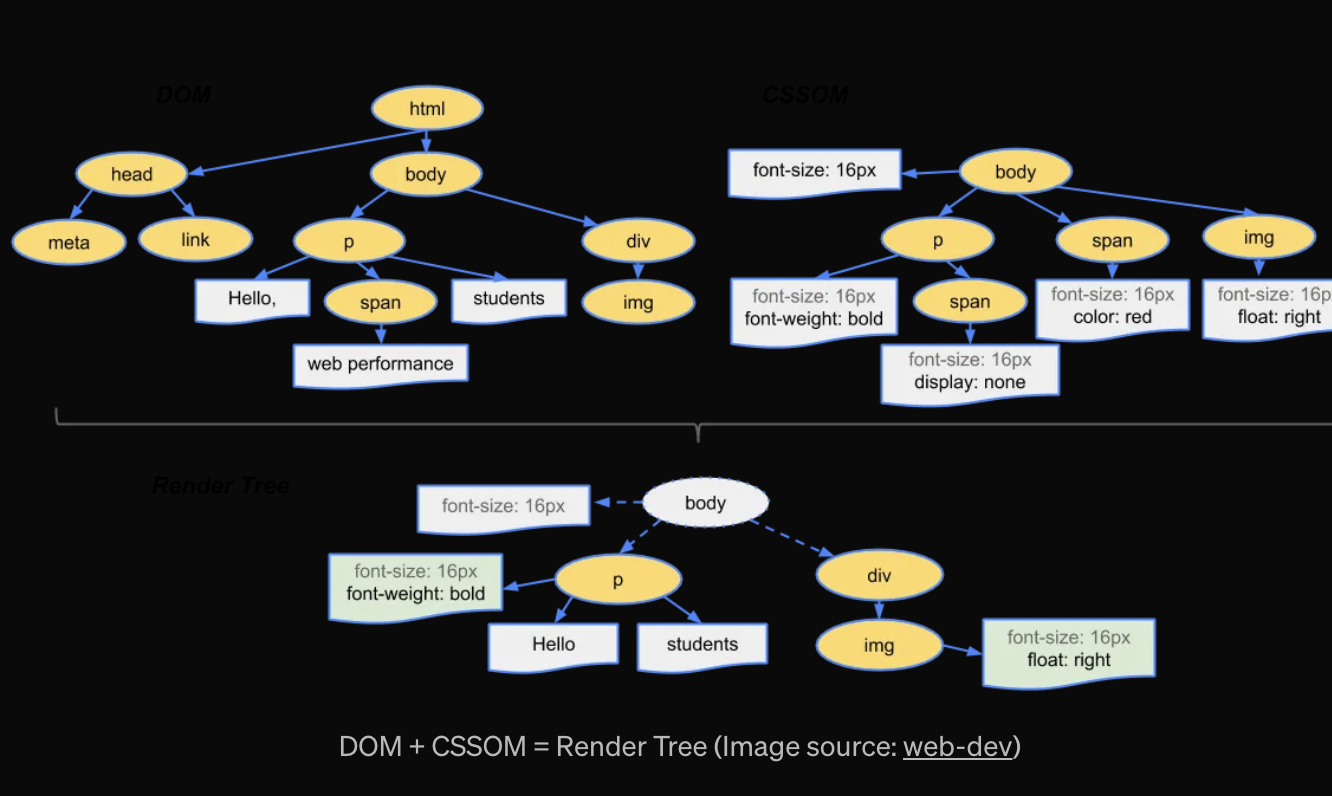 DOM
html
head
body
meta
link
p
div
Hello,
span
students
img
web performance
CSSOM
font-size: 16px
body
p
span
img
font-size: 16px
font-weight: bold
span
font-size: 16px
color: red
font-size: 16p
float: right
font-size: 16px
display: none
Render Tree
font-size: 16px
body
font-size: 16px
font-weight: bold
p
div
Hello
students
img
font-size: 16px
float: right
DOM + CSSOM = Render Tree (Image source: web-dev)